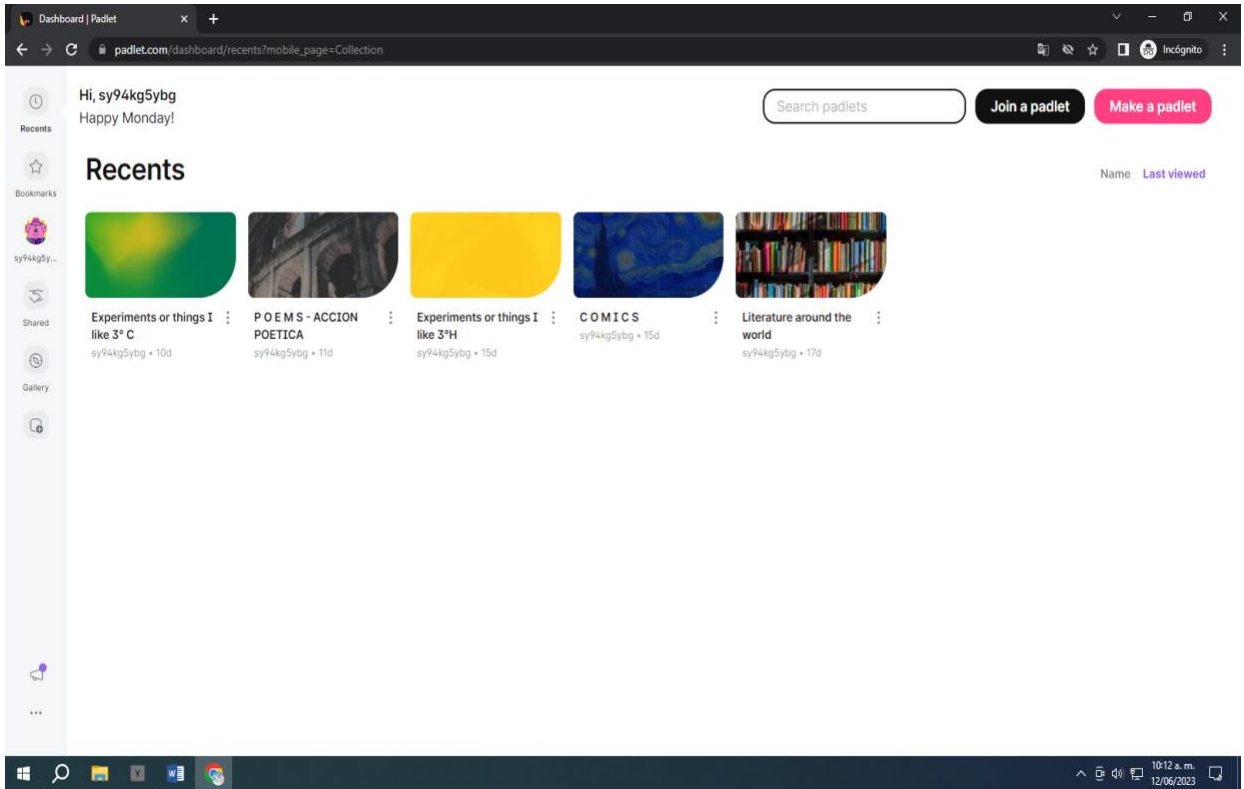 Dashboard | Padlet
padlet.com/dashboard/recents?mobile_page=Collection
Incógnito
Hi, sy94kg5ybg
Happy Monday!
Search padlets
Join a padlet
Make a padlet
Recents
Bookmarks
sy94kg5y...
Shared
Gallery
Recents
Name Last viewed
Experiments or things I
like 3° C
sy94kg5ybg • 10d
P O E M S - ACCION
POETICA
sy94kg5ybg • 11d
Experiments or things I
like 3°H
sy94kg5ybg • 15d
C O M I C S
sy94kg5ybg • 15d
Literature around the
world
sy94kg5ybg • 17d
10:12 a. m.
12/06/2023